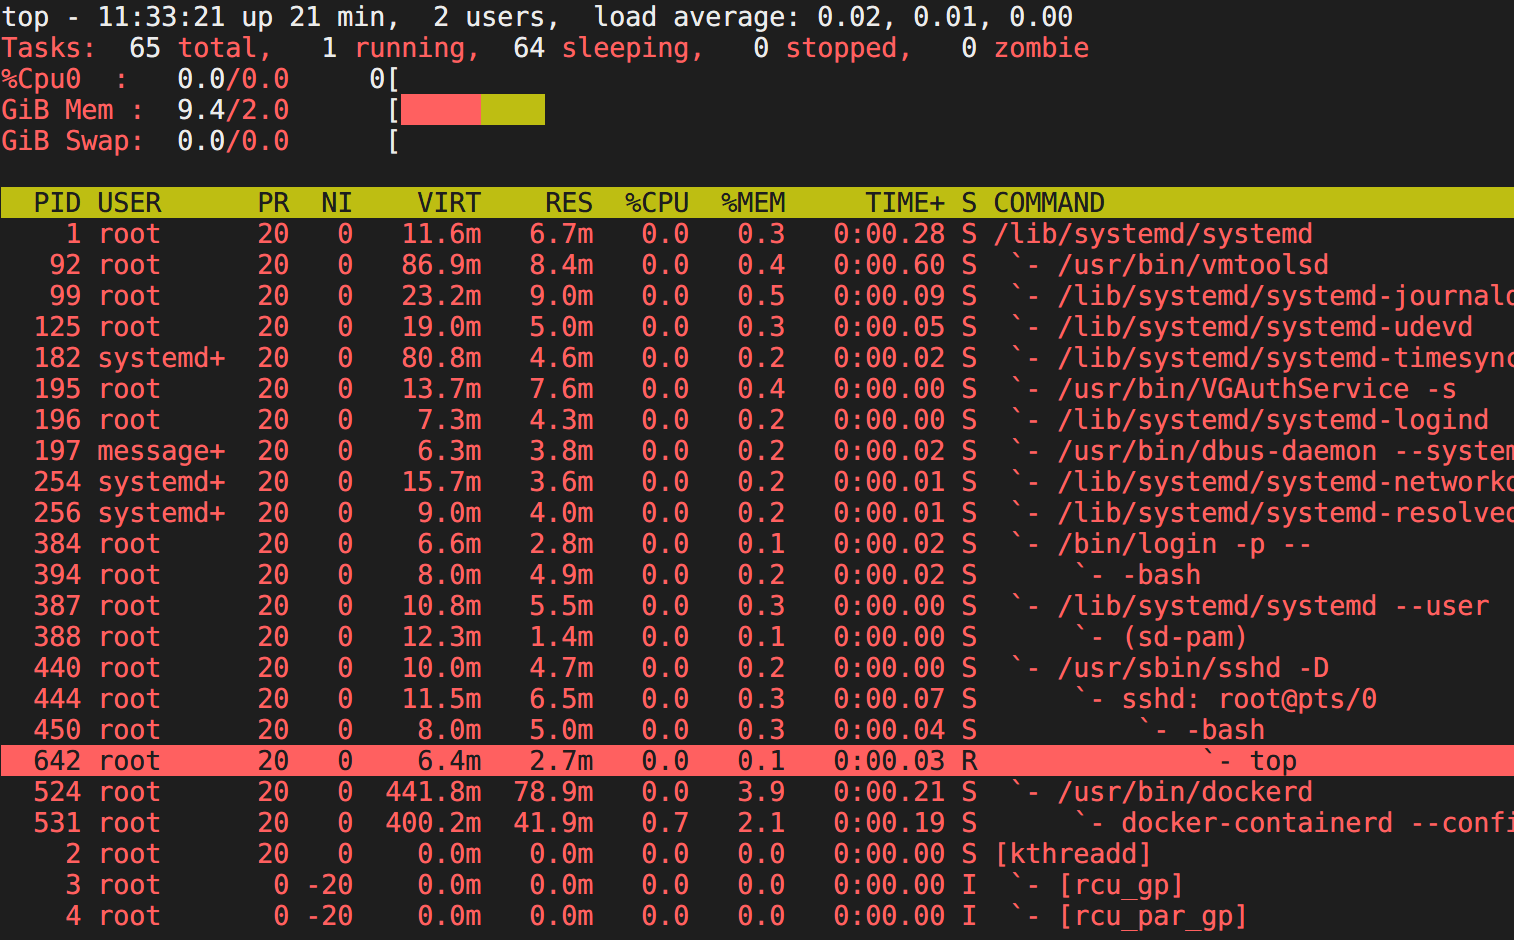 top - 11:33:21 up 21 min,  2 users,  load average: 0.02, 0.01, 0.00
Tasks:  65 total,   1 running,  64 sleeping,   0 stopped,   0 zombie
%Cpu0  :   0.0/0.0     0[
GiB Mem :  9.4/2.0      [
GiB Swap:  0.0/0.0      [
PID USER      PR  NI    VIRT    RES  %CPU  %MEM     TIME+ S COMMAND
1 root      20   0   11.6m   6.7m   0.0   0.3   0:00.28 S /lib/systemd/systemd
92 root      20   0   86.9m   8.4m   0.0   0.4   0:00.60 S  `- /usr/bin/vmtoolsd
99 root      20   0   23.2m   9.0m   0.0   0.5   0:00.09 S  `- /lib/systemd/systemd-journald
125 root      20   0   19.0m   5.0m   0.0   0.3   0:00.05 S  `- /lib/systemd/systemd-udevd
182 systemd+  20   0   80.8m   4.6m   0.0   0.2   0:00.02 S  `- /lib/systemd/systemd-timesync
195 root      20   0   13.7m   7.6m   0.0   0.4   0:00.00 S  `- /usr/bin/VGAuthService -s
196 root      20   0    7.3m   4.3m   0.0   0.2   0:00.00 S  `- /lib/systemd/systemd-logind
197 message+  20   0    6.3m   3.8m   0.0   0.2   0:00.02 S  `- /usr/bin/dbus-daemon --system
254 systemd+  20   0   15.7m   3.6m   0.0   0.2   0:00.01 S  `- /lib/systemd/systemd-networkd
256 systemd+  20   0    9.0m   4.0m   0.0   0.2   0:00.01 S  `- /lib/systemd/systemd-resolved
384 root      20   0    6.6m   2.8m   0.0   0.1   0:00.02 S  `- /bin/login -p --
394 root      20   0    8.0m   4.9m   0.0   0.2   0:00.02 S      `- -bash
387 root      20   0   10.8m   5.5m   0.0   0.3   0:00.00 S  `- /lib/systemd/systemd --user
388 root      20   0   12.3m   1.4m   0.0   0.1   0:00.00 S      `- (sd-pam)
440 root      20   0   10.0m   4.7m   0.0   0.2   0:00.00 S  `- /usr/sbin/sshd -D
444 root      20   0   11.5m   6.5m   0.0   0.3   0:00.07 S      `- sshd: root@pts/0
450 root      20   0    8.0m   5.0m   0.0   0.3   0:00.04 S          `- -bash
642 root      20   0    6.4m   2.7m   0.0   0.1   0:00.03 R              `- top
524 root      20   0  441.8m  78.9m   0.0   3.9   0:00.21 S  `- /usr/bin/dockerd
531 root      20   0  400.2m  41.9m   0.7   2.1   0:00.19 S      `- docker-containerd --confi
2 root      20   0    0.0m   0.0m   0.0   0.0   0:00.00 S [kthreadd]
3 root       0 -20    0.0m   0.0m   0.0   0.0   0:00.00 I  `- [rcu_gp]
4 root       0 -20    0.0m   0.0m   0.0   0.0   0:00.00 I  `- [rcu_par_gp]